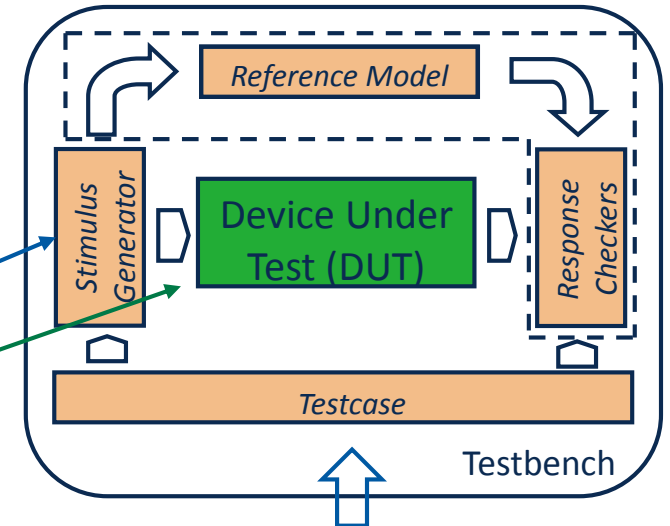 Reference Model
Stimulus
Generator
Device Under
Test (DUT)
Response
Checkers
Testcase
Testbench